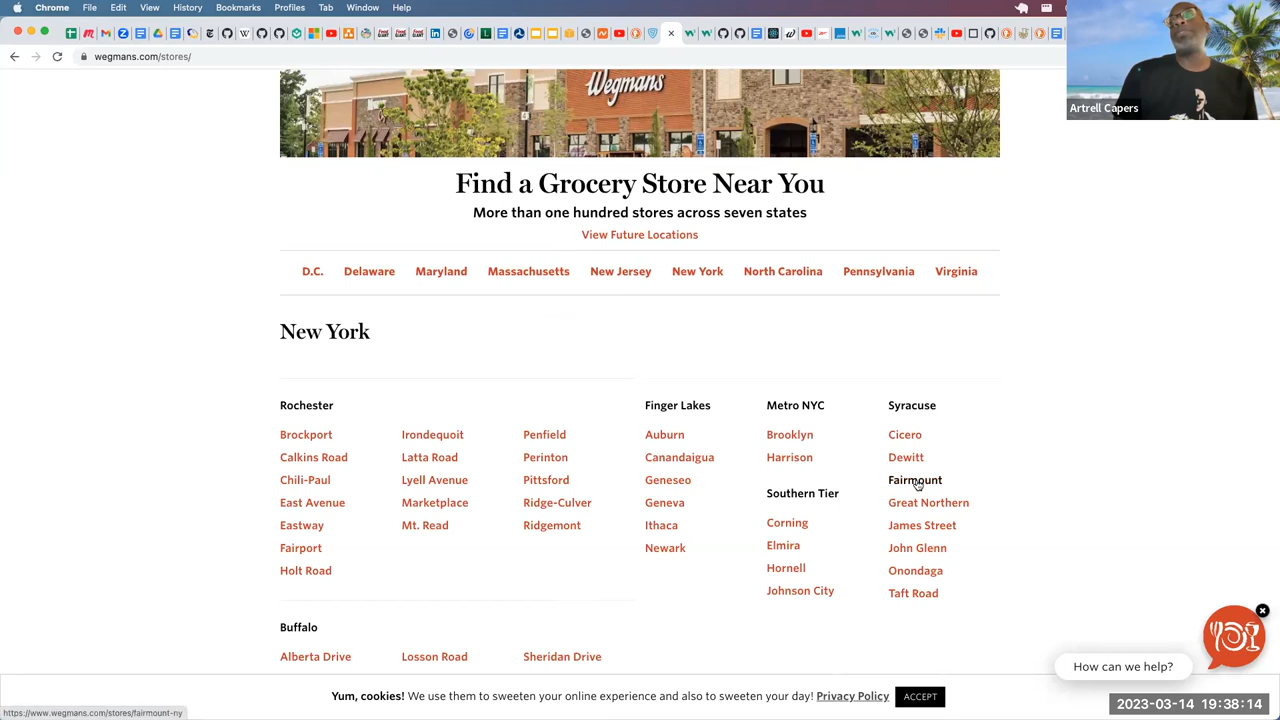 Chrome File Edit View History Bookmarks Profiles Tab Window Help
wegmans.com/stores/
Artrell Capers
Wegmans
Find a Grocery Store Near You
More than one hundred stores across seven states
View Future Locations
D.C. Delaware Maryland Massachusetts New Jersey New York North Carolina Pennsylvania Virginia
New York
Rochester
Brockport Irondequoit Penfield
Calkins Road Latta Road Perinton
Chili-Paul Lyell Avenue Pittsford
East Avenue Marketplace Ridge-Culver
Eastway Mt. Read Ridgemont
Fairport
Holt Road
Finger Lakes
Auburn
Canandaigua
Geneseo
Geneva
Ithaca
Newark
Metro NYC
Brooklyn
Harrison
Southern Tier
Corning
Elmira
Hornell
Johnson City
Syracuse
Cicero
Dewitt
Fairmount
Great Northern
James Street
John Glenn
Onondaga
Taft Road
Buffalo
Alberta Drive Losson Road Sheridan Drive
How can we help?
Yum, cookies! We use them to sweeten your online experience and also to sweeten your day! Privacy Policy ACCEPT
https://www.wegmans.com/stores/fairmount-ny
2023-03-14 19:38:14